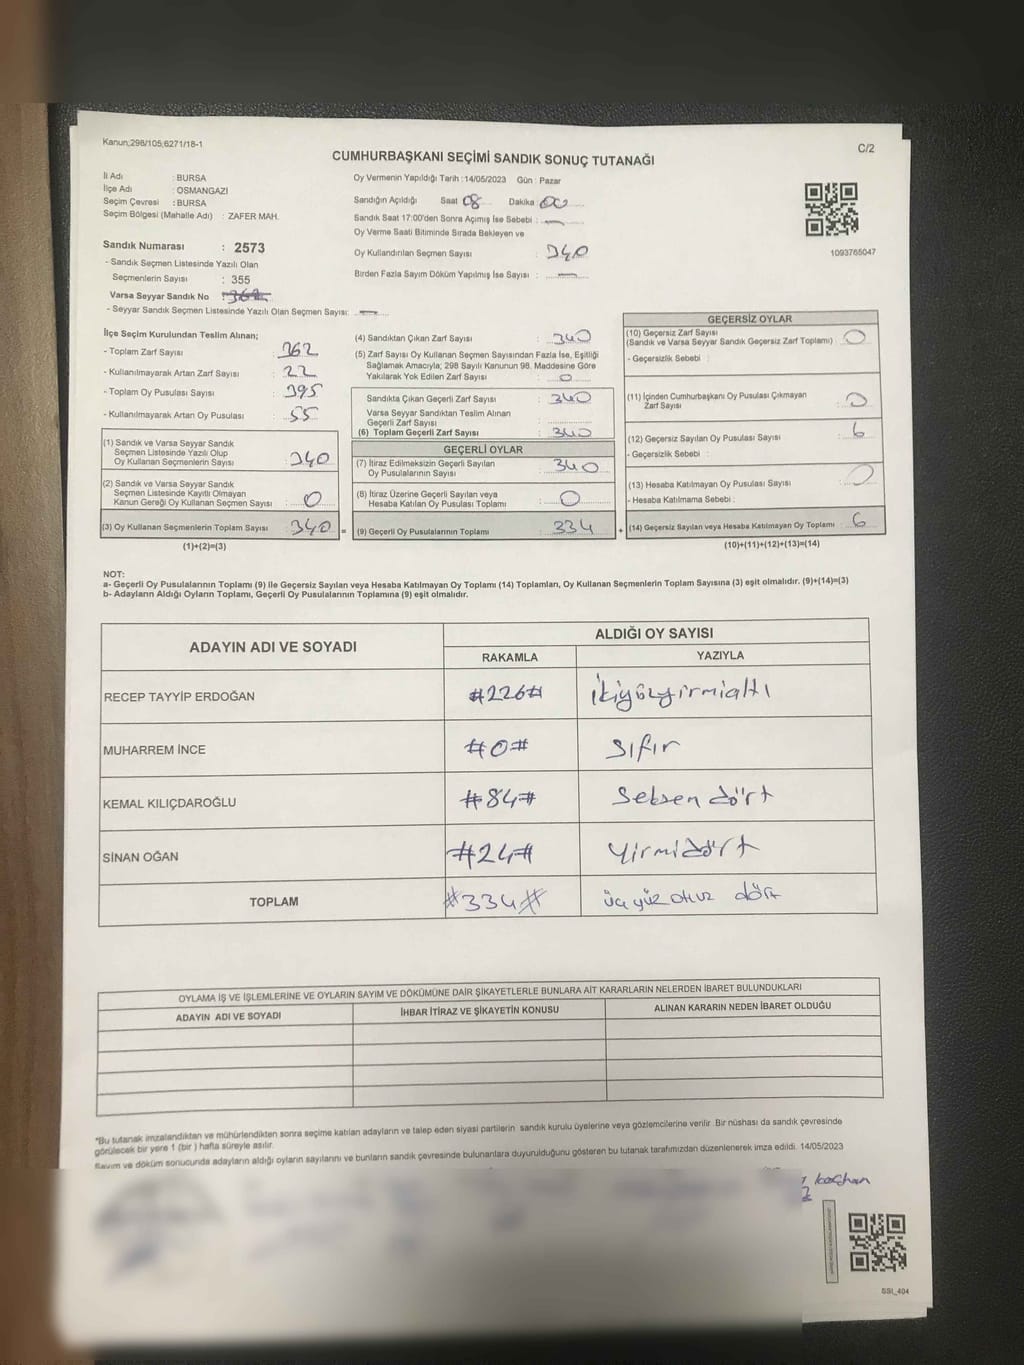 Kanun;298/105;6271/18-1
C/2
CUMHURBAŞKANI SEÇİMİ SANDIK SONUÇ TUTANAĞI
İl Adı : BURSA
İlçe Adı : OSMANGAZİ
Seçim Çevresi : BURSA
Seçim Bölgesi (Mahalle Adı) : ZAFER MAH.
Sandık Numarası : 2573
- Sandık Seçmen Listesinde Yazılı Olan
Seçmenlerin Sayısı : 355
Varsa Seyyar Sandık No :
- Seyyar Sandık Seçmen Listesinde Yazılı Olan Seçmen Sayısı:
Oy Vermenin Yapıldığı Tarih :14/05/2023 Gün : Pazar
Sandığın Açıldığı Saat 08 Dakika 00
Sandık Saat 17:00'den Sonra Açımış İse Sebebi :
Oy Verme Saati Bitiminde Sırada Bekleyen ve
Oy Kullandırılan Seçmen Sayısı : 340
Birden Fazla Sayım Döküm Yapılmış İse Sayısı :
1093765047
İlçe Seçim Kurulundan Teslim Alınan;
- Toplam Zarf Sayısı : 362
- Kullanılmayarak Artan Zarf Sayısı : 22
- Toplam Oy Pusulası Sayısı : 395
- Kullanılmayarak Artan Oy Pusulası : 55
(1) Sandık ve Varsa Seyyar Sandık
Seçmen Listesinde Yazılı Olup
Oy Kullanan Seçmenlerin Sayısı : 340
(2) Sandık ve Varsa Seyyar Sandık
Seçmen Listesinde Kayıtlı Olmayan
Kanun Gereği Oy Kullanan Seçmen Sayısı : 0
(3) Oy Kullanan Seçmenlerin Toplam Sayısı : 340 =
(1)+(2)=(3)
(4) Sandıktan Çıkan Zarf Sayısı : 340
(5) Zarf Sayısı Oy Kullanan Seçmen Sayısından Fazla İse, Eşitliği
Sağlamak Amacıyla; 298 Sayılı Kanunun 98. Maddesine Göre
Yakılarak Yok Edilen Zarf Sayısı : 0
Sandıkta Çıkan Geçerli Zarf Sayısı : 340
Varsa Seyyar Sandıktan Teslim Alınan
Geçerli Zarf Sayısı :
(6) Toplam Geçerli Zarf Sayısı : 340
GEÇERLİ OYLAR
(7) İtiraz Edilmeksizin Geçerli Sayılan
Oy Pusulalarının Sayısı : 340
(8) İtiraz Üzerine Geçerli Sayılan veya
Hesaba Katılan Oy Pusulası Toplamı : 0
(9) Geçerli Oy Pusulalarının Toplamı : 334 +
GEÇERSİZ OYLAR
(10) Geçersiz Zarf Sayısı
(Sandık ve Varsa Seyyar Sandık Geçersiz Zarf Toplamı) : 0
- Geçersizlik Sebebi :
(11) İçinden Cumhurbaşkanı Oy Pusulası Çıkmayan
Zarf Sayısı : 0
(12) Geçersiz Sayılan Oy Pusulası Sayısı : 6
- Geçersizlik Sebebi :
(13) Hesaba Katılmayan Oy Pusulası Sayısı : 0
- Hesaba Katılmama Sebebi :
(14) Geçersiz Sayılan veya Hesaba Katılmayan Oy Toplamı : 6
(10)+(11)+(12)+(13)=(14)
NOT:
a- Geçerli Oy Pusulalarının Toplamı (9) ile Geçersiz Sayılan veya Hesaba Katılmayan Oy Toplamı (14) Toplamları, Oy Kullanan Seçmenlerin Toplam Sayısına (3) eşit olmalıdır. (9)+(14)=(3)
b- Adayların Aldığı Oyların Toplamı, Geçerli Oy Pusulalarının Toplamına (9) eşit olmalıdır.
ADAYIN ADI VE SOYADI ALDIĞI OY SAYISI
RAKAMLA YAZIYLA
RECEP TAYYİP ERDOĞAN #226# ikiyüzyirmialtı
MUHARREM İNCE #0# sıfır
KEMAL KILIÇDAROĞLU #84# Seksen dört
SİNAN OĞAN #24# Yirmidört
TOPLAM #334# üçyüz otuz dört
OYLAMA İŞ VE İŞLEMLERİNE VE OYLARIN SAYIM VE DÖKÜMÜNE DAİR ŞİKAYETLERLE BUNLARA AİT KARARLARIN NELERDEN İBARET BULUNDUKLARI
ADAYIN ADI VE SOYADI İHBAR İTİRAZ VE ŞİKAYETİN KONUSU ALINAN KARARIN NEDEN İBARET OLDUĞU
*Bu tutanak imzalandıktan ve mühürlendikten sonra seçime katılan adayların ve talep eden siyasi partilerin sandık kurulu üyelerine veya gözlemcilerine verilir. Bir nüshası da sandık çevresinde
görülecek bir yere 1 (bir ) hafta süreyle asılır.
Sayım ve döküm sonucunda adayların aldığı oyların sayılarını ve bunların sandık çevresinde bulunanlara duyurulduğunu gösteren bu tutanak tarafımızdan düzenlenerek imza edildi. 14/05/2023
SSI_404